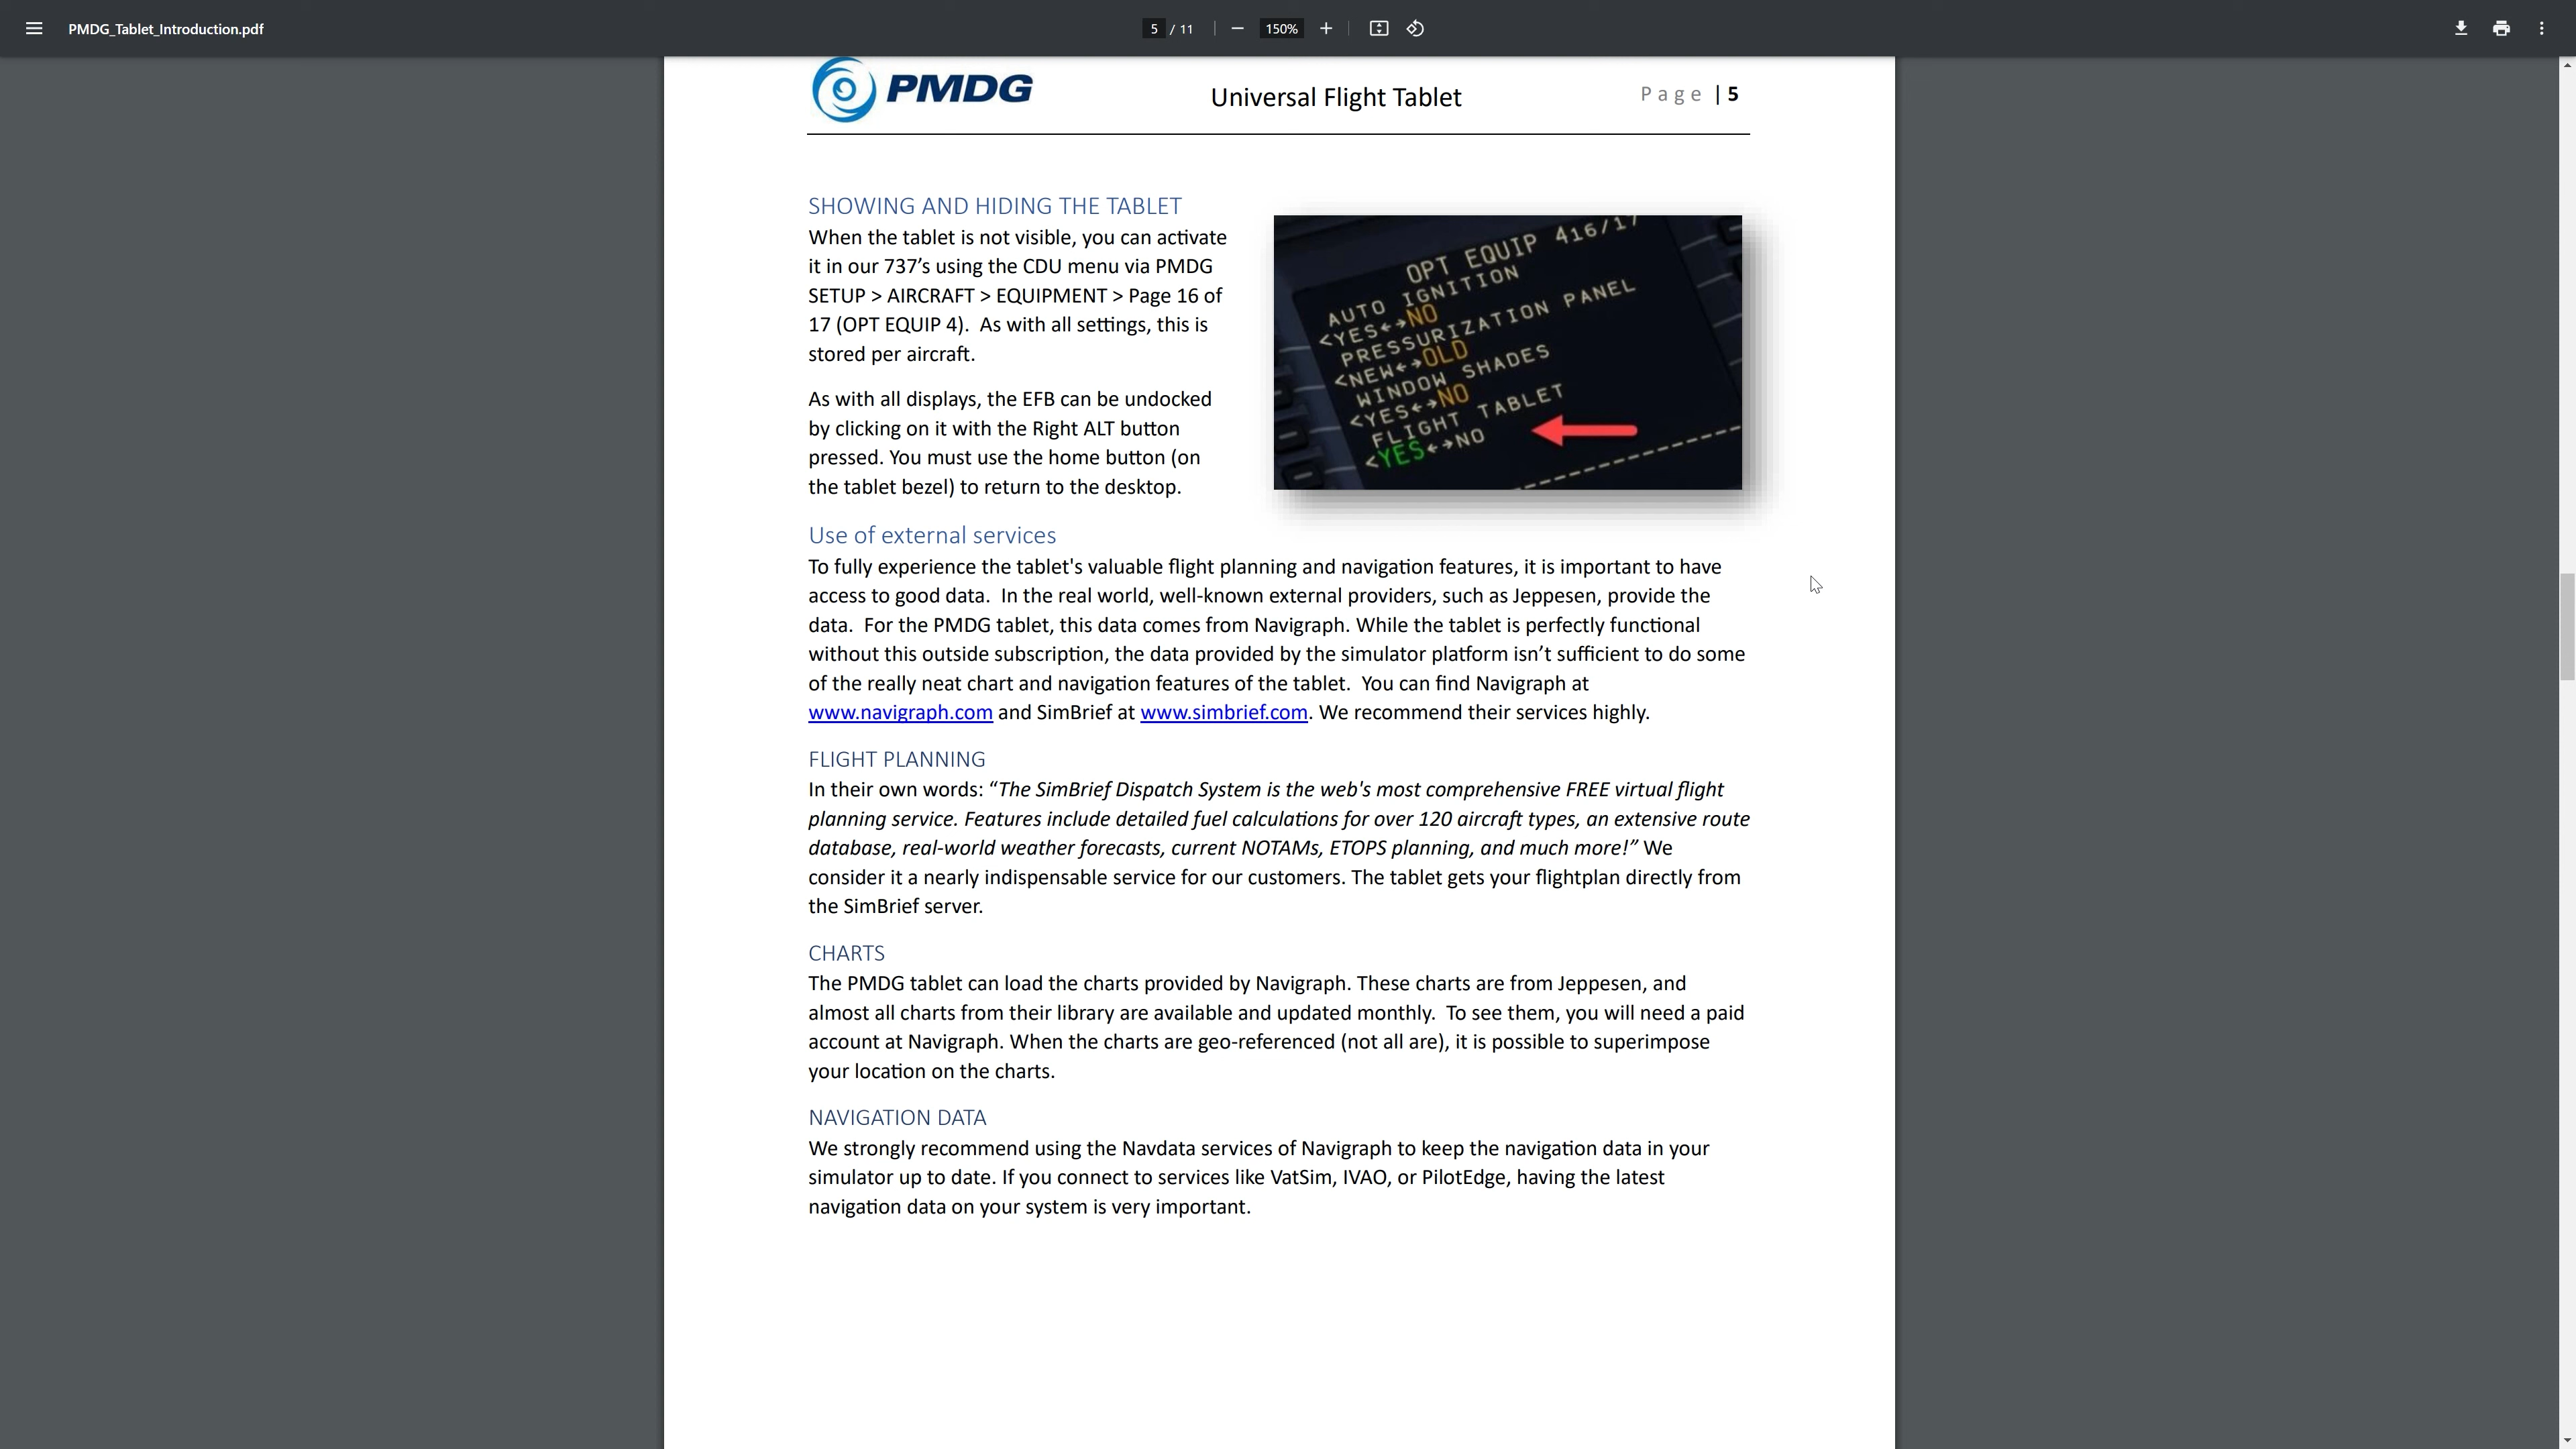 PMDG_Tablet_Introduction.pdf
5 / 11
150%
PMDG
Universal Flight Tablet
Page | 5
SHOWING AND HIDING THE TABLET
When the tablet is not visible, you can activate
it in our 737’s using the CDU menu via PMDG
SETUP > AIRCRAFT > EQUIPMENT > Page 16 of
17 (OPT EQUIP 4).  As with all settings, this is
stored per aircraft.
As with all displays, the EFB can be undocked
by clicking on it with the Right ALT button
pressed. You must use the home button (on
the tablet bezel) to return to the desktop.
OPT EQUIP 416/17
AUTO IGNITION
<YES←→NO
PRESSURIZATION PANEL
<NEW←→OLD
WINDOW SHADES
<YES←→NO
FLIGHT TABLET
<YES←→NO
Use of external services
To fully experience the tablet's valuable flight planning and navigation features, it is important to have
access to good data.  In the real world, well-known external providers, such as Jeppesen, provide the
data.  For the PMDG tablet, this data comes from Navigraph. While the tablet is perfectly functional
without this outside subscription, the data provided by the simulator platform isn’t sufficient to do some
of the really neat chart and navigation features of the tablet.  You can find Navigraph at
www.navigraph.com and SimBrief at www.simbrief.com. We recommend their services highly.
FLIGHT PLANNING
In their own words: “The SimBrief Dispatch System is the web's most comprehensive FREE virtual flight
planning service. Features include detailed fuel calculations for over 120 aircraft types, an extensive route
database, real-world weather forecasts, current NOTAMs, ETOPS planning, and much more!” We
consider it a nearly indispensable service for our customers. The tablet gets your flightplan directly from
the SimBrief server.
CHARTS
The PMDG tablet can load the charts provided by Navigraph. These charts are from Jeppesen, and
almost all charts from their library are available and updated monthly.  To see them, you will need a paid
account at Navigraph. When the charts are geo-referenced (not all are), it is possible to superimpose
your location on the charts.
NAVIGATION DATA
We strongly recommend using the Navdata services of Navigraph to keep the navigation data in your
simulator up to date. If you connect to services like VatSim, IVAO, or PilotEdge, having the latest
navigation data on your system is very important.